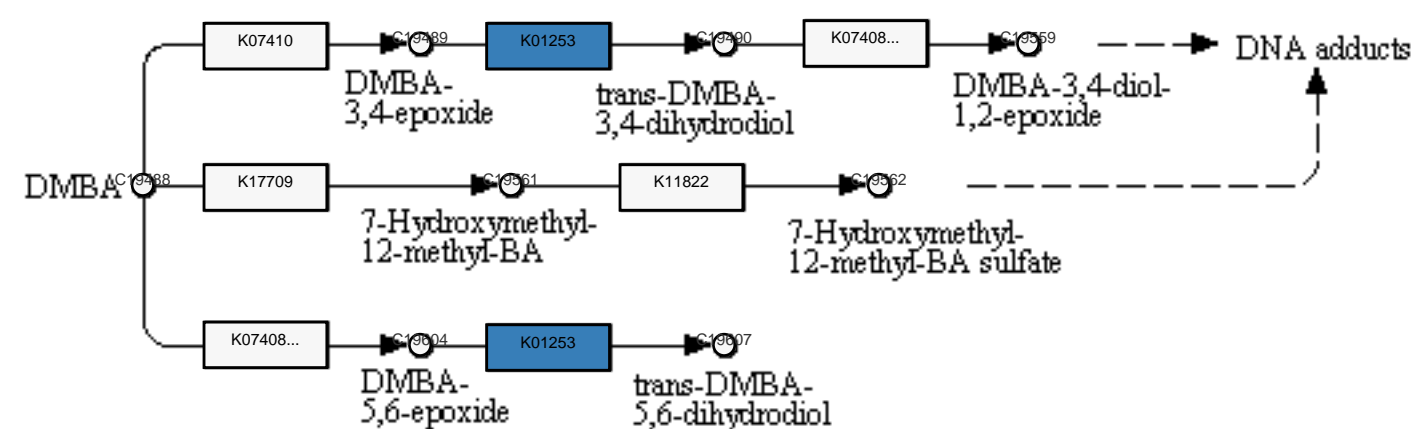 K07410
C19489
K01253
C19490
K07408...
C19559
DNA adducts
DMBA-
3,4-epoxide
trans-DMBA-
3,4-dihydrodiol
DMBA-3,4-diol-
1,2-epoxide
DMBA
C19488
K17709
C19561
K11822
C19562
7-Hydroxymethyl-
12-methyl-BA
7-Hydroxymethyl-
12-methyl-BA sulfate
K07408...
C19604
K01253
C19607
DMBA-
5,6-epoxide
trans-DMBA-
5,6-dihydrodiol